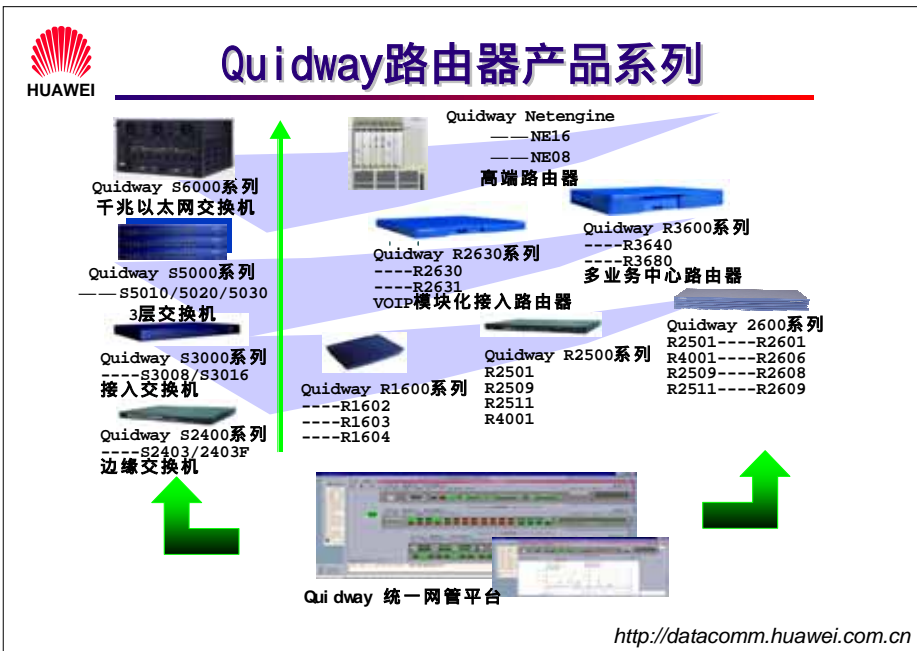 HUAWEI
Quidway路由器产品系列
Quidway Netengine
——NE16
——NE08
高端路由器
Quidway S6000系列
千兆以太网交换机
Quidway R3600系列
----R3640
----R3680
多业务中心路由器
Quidway R2630系列
----R2630
----R2631
VOIP模块化接入路由器
Quidway S5000系列
——S5010/5020/5030
3层交换机
Quidway 2600系列
R2501----R2601
R4001----R2606
R2509----R2608
R2511----R2609
Quidway R2500系列
R2501
R2509
R2511
R4001
Quidway S3000系列
----S3008/S3016
接入交换机
Quidway R1600系列
----R1602
----R1603
----R1604
Quidway S2400系列
----S2403/2403F
边缘交换机
Quidway 统一网管平台
http://datacomm.huawei.com.cn